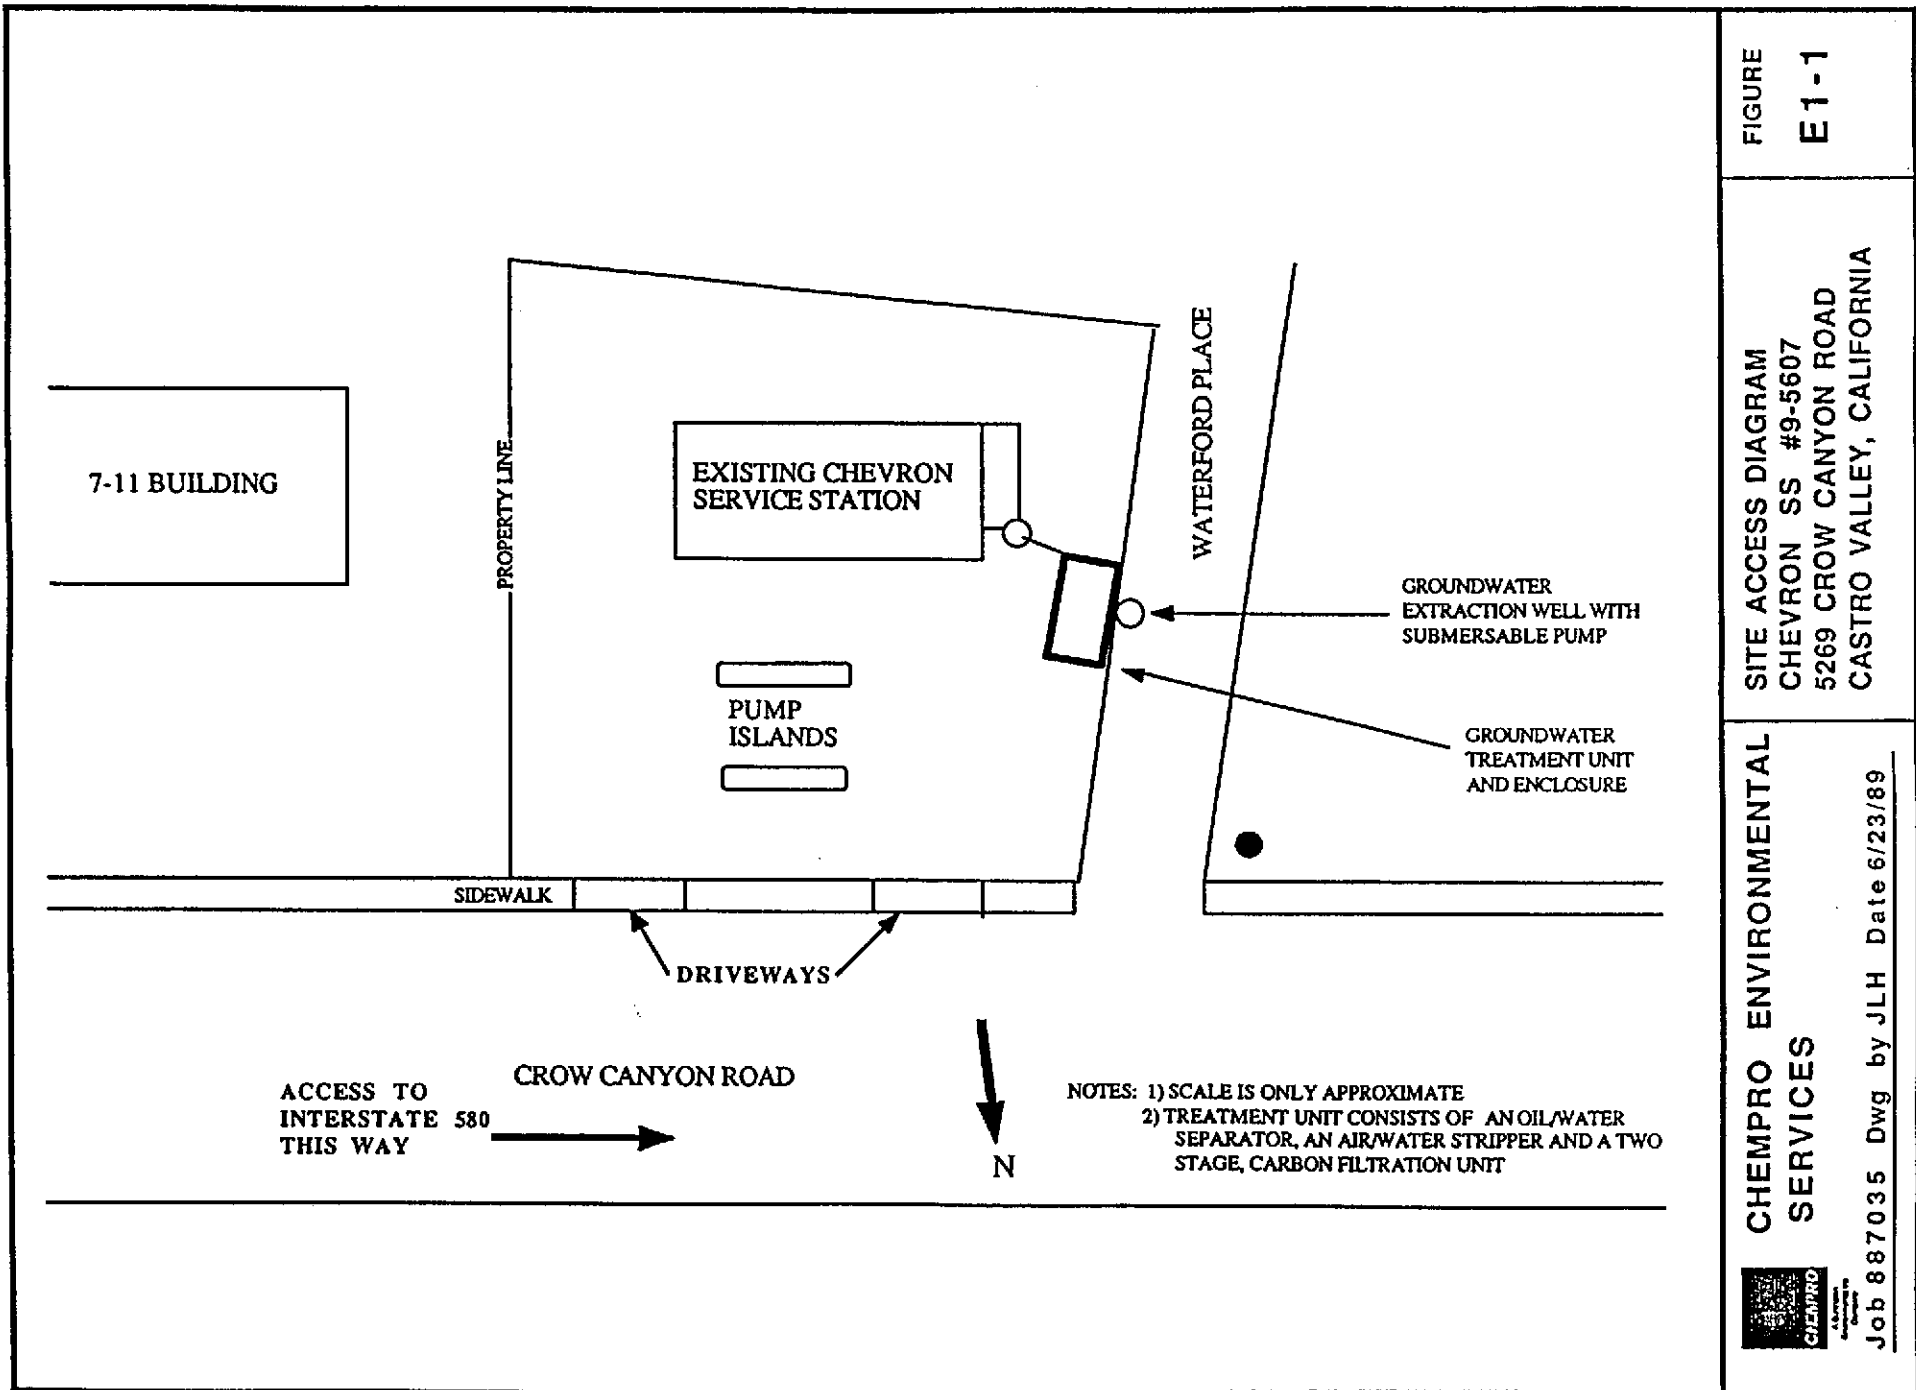 7-11 BUILDING
PROPERTY LINE
EXISTING CHEVRON
SERVICE STATION
WATERFORD PLACE
GROUNDWATER
EXTRACTION WELL WITH
SUBMERSABLE PUMP
PUMP
ISLANDS
GROUNDWATER
TREATMENT UNIT
AND ENCLOSURE
SIDEWALK
DRIVEWAYS
CROW CANYON ROAD
ACCESS TO
INTERSTATE 580
THIS WAY
N
NOTES: 1) SCALE IS ONLY APPROXIMATE
2) TREATMENT UNIT CONSISTS OF AN OIL/WATER
SEPARATOR, AN AIR/WATER STRIPPER AND A TWO
STAGE, CARBON FILTRATION UNIT
CHEMPRO
CHEMPRO ENVIRONMENTAL
SERVICES
Job 887035 Dwg by JLH Date 6/23/89
SITE ACCESS DIAGRAM
CHEVRON SS #9-5607
5269 CROW CANYON ROAD
CASTRO VALLEY, CALIFORNIA
FIGURE
E1-1